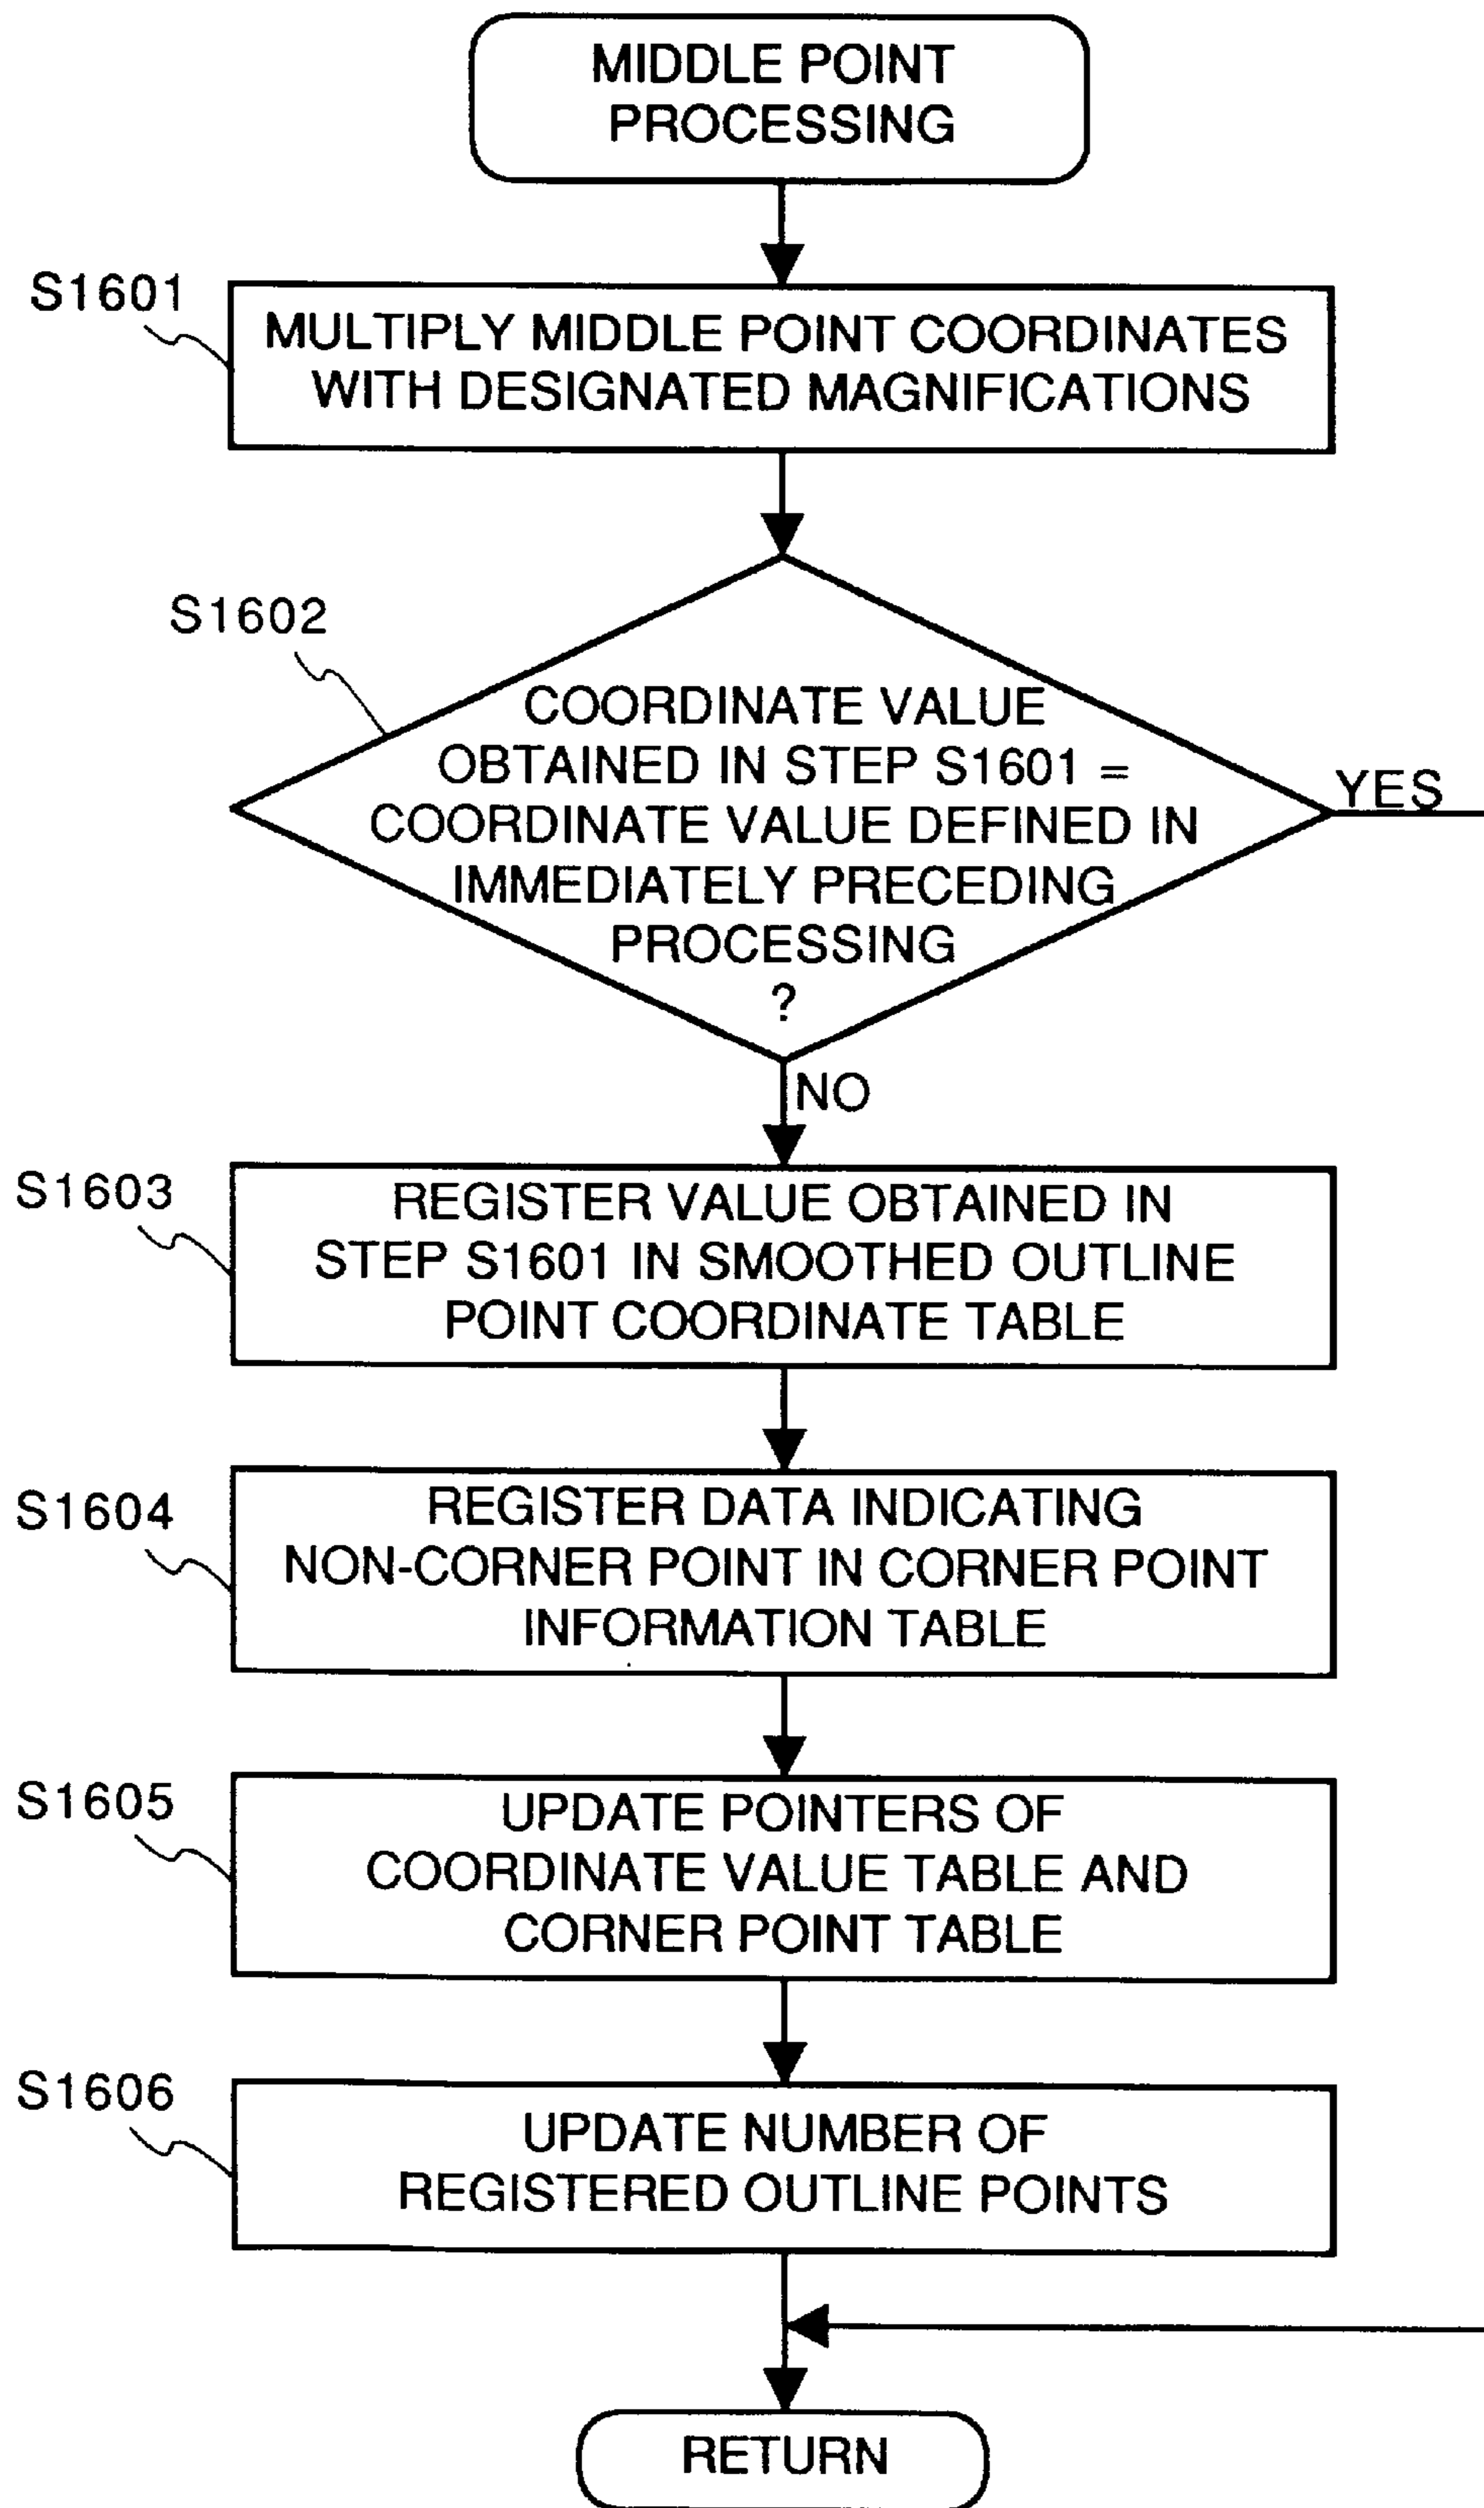 MIDDLE POINT
PROCESSING
S1601
MULTIPLY MIDDLE POINT COORDINATES
WITH DESIGNATED MAGNIFICATIONS
S1602
COORDINATE VALUE
OBTAINED IN STEP S1601 =
COORDINATE VALUE DEFINED IN
IMMEDIATELY PRECEDING
PROCESSING
?
YES
NO
S1603
REGISTER VALUE OBTAINED IN
STEP S1601 IN SMOOTHED OUTLINE
POINT COORDINATE TABLE
S1604
REGISTER DATA INDICATING
NON-CORNER POINT IN CORNER POINT
INFORMATION TABLE
S1605
UPDATE POINTERS OF
COORDINATE VALUE TABLE AND
CORNER POINT TABLE
S1606
UPDATE NUMBER OF
REGISTERED OUTLINE POINTS
RETURN